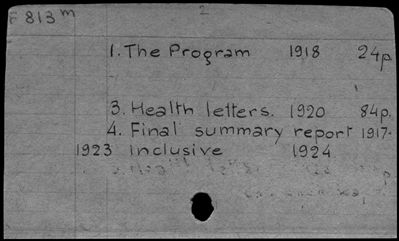 F 813 m
2
1. The Program 1918 24p.
3. Health letters. 1920 84p.
4. Final summary report 1917-
1923 inclusive 1924